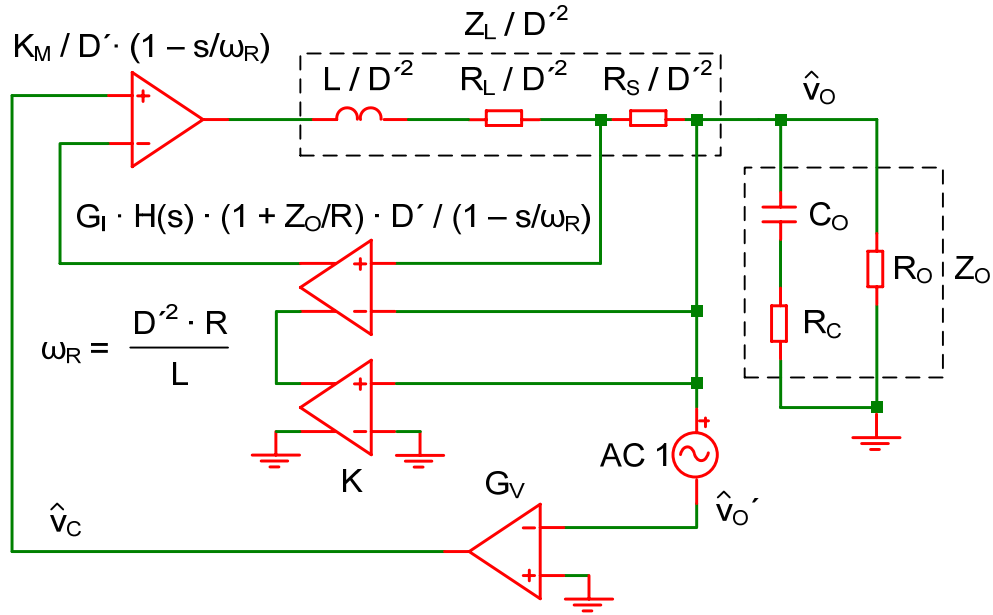 Z_L / D´²
K_M / D´· (1 – s/ω_R)
L / D´²
R_L / D´²
R_S / D´²
v̂_O
+
–
G_I · H(s) · (1 + Z_O/R) · D´ / (1 – s/ω_R)
C_O
R_O
Z_O
+
–
R_C
ω_R = D´² · R / L
+
–
K
+
AC 1
G_V
v̂_O´
v̂_C
–
+